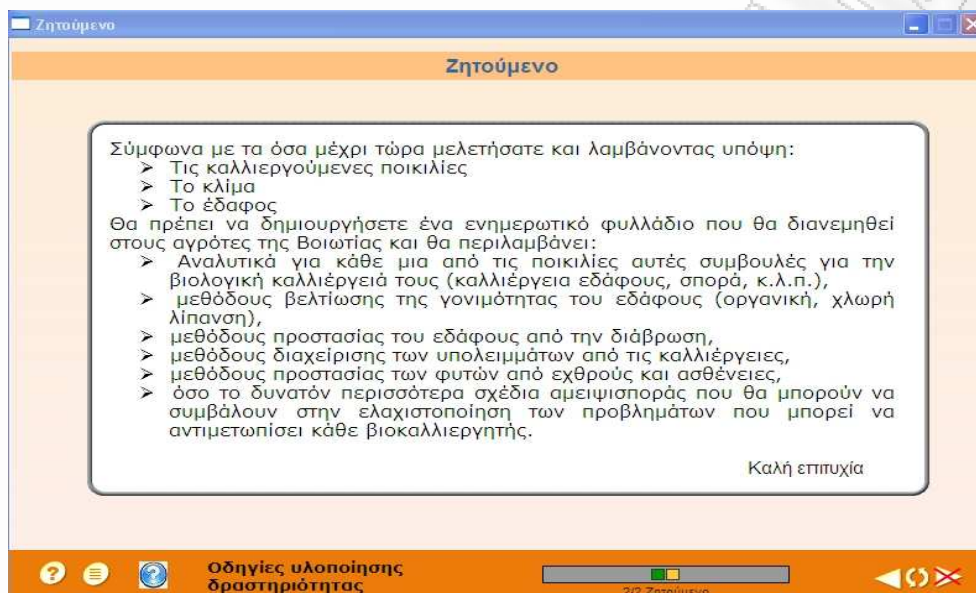 Ζητούμενο
Ζητούμενο
Σύμφωνα με τα όσα μέχρι τώρα μελετήσατε και λαμβάνοντας υπόψη:
➢ Τις καλλιεργούμενες ποικιλίες
➢ Το κλίμα
➢ Το έδαφος
Θα πρέπει να δημιουργήσετε ένα ενημερωτικό φυλλάδιο που θα διανεμηθεί
στους αγρότες της Βοιωτίας και θα περιλαμβάνει:
➢ Αναλυτικά για κάθε μια από τις ποικιλίες αυτές συμβουλές για την
βιολογική καλλιέργειά τους (καλλιέργεια εδάφους, σπορά, κ.λ.π.),
➢ μεθόδους βελτίωσης της γονιμότητας του εδάφους (οργανική, χλωρή
λίπανση),
➢ μεθόδους προστασίας του εδάφους από την διάβρωση,
➢ μεθόδους διαχείρισης των υπολειμμάτων από τις καλλιέργειες,
➢ μεθόδους προστασίας των φυτών από εχθρούς και ασθένειες,
➢ όσο το δυνατόν περισσότερα σχέδια αμειψισποράς που θα μπορούν να
συμβάλουν στην ελαχιστοποίηση των προβλημάτων που μπορεί να
αντιμετωπίσει κάθε βιοκαλλιεργητής.
Καλή επιτυχία
Οδηγίες υλοποίησης
δραστηριότητας
2/2 Ζητούμενο